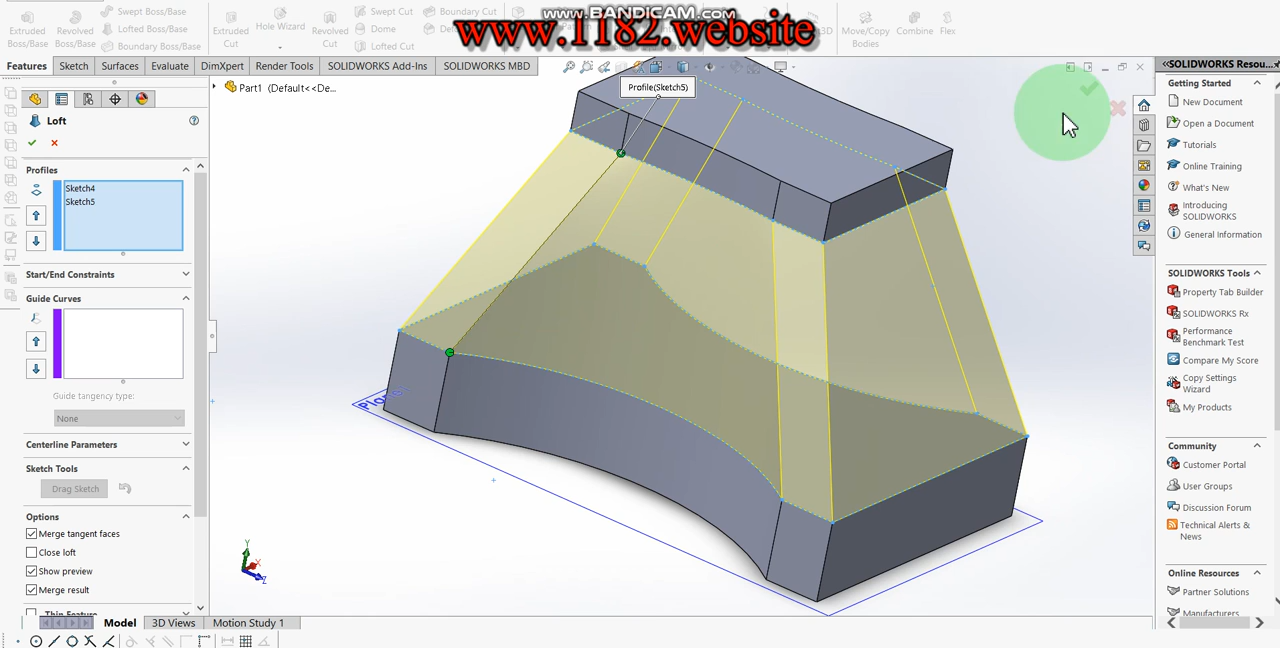 www.BANDICAM.com
www.1182.website
Extruded Boss/Base
Revolved Boss/Base
Swept Boss/Base
Lofted Boss/Base
Boundary Boss/Base
Extruded Cut
Hole Wizard
Revolved Cut
Swept Cut
Dome
Lofted Cut
Boundary Cut
Move/Copy Bodies
Combine
Flex
Features
Sketch
Surfaces
Evaluate
DimXpert
Render Tools
SOLIDWORKS Add-Ins
SOLIDWORKS MBD
Part1 (Default<<De...
Loft
Profiles
Sketch4
Sketch5
Start/End Constraints
Guide Curves
Guide tangency type:
None
Centerline Parameters
Sketch Tools
Drag Sketch
Options
Merge tangent faces
Close loft
Show preview
Merge result
Thin Feature
Profile(Sketch5)
Y
X
Z
Model
3D Views
Motion Study 1
SOLIDWORKS Resou...
Getting Started
New Document
Open a Document
Tutorials
Online Training
What's New
Introducing
SOLIDWORKS
General Information
SOLIDWORKS Tools
Property Tab Builder
SOLIDWORKS Rx
Performance
Benchmark Test
Compare My Score
Copy Settings
Wizard
My Products
Community
Customer Portal
User Groups
Discussion Forum
Technical Alerts &
News
Online Resources
Partner Solutions
Manufacturers